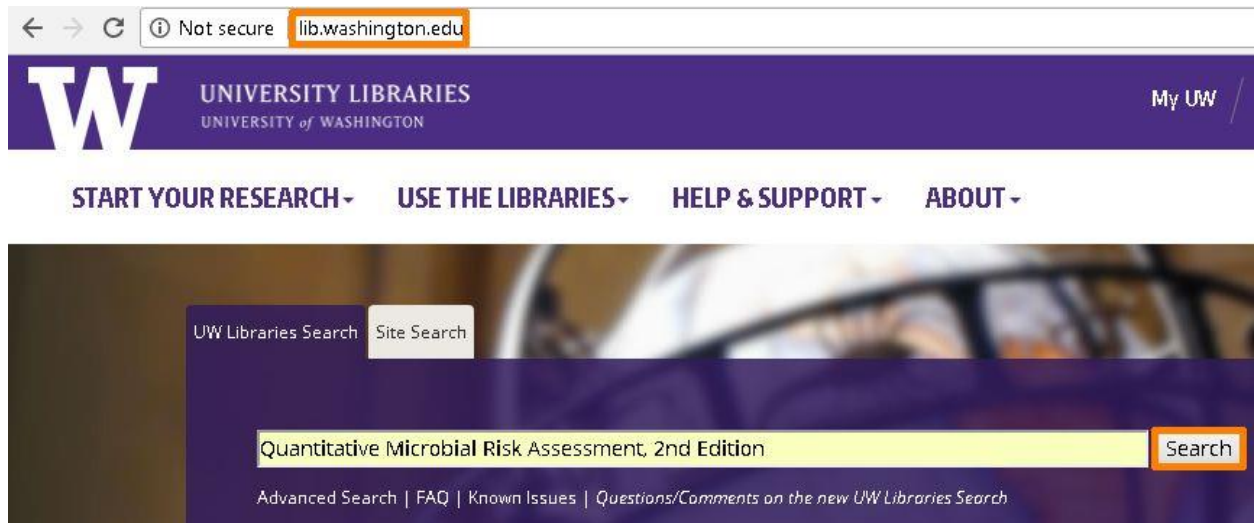 Not secure lib.washington.edu
W UNIVERSITY LIBRARIES
UNIVERSITY of WASHINGTON
My UW /
START YOUR RESEARCH USE THE LIBRARIES HELP & SUPPORT ABOUT
UW Libraries Search Site Search
Quantitative Microbial Risk Assessment, 2nd Edition Search
Advanced Search | FAQ | Known Issues | Questions/Comments on the new UW Libraries Search